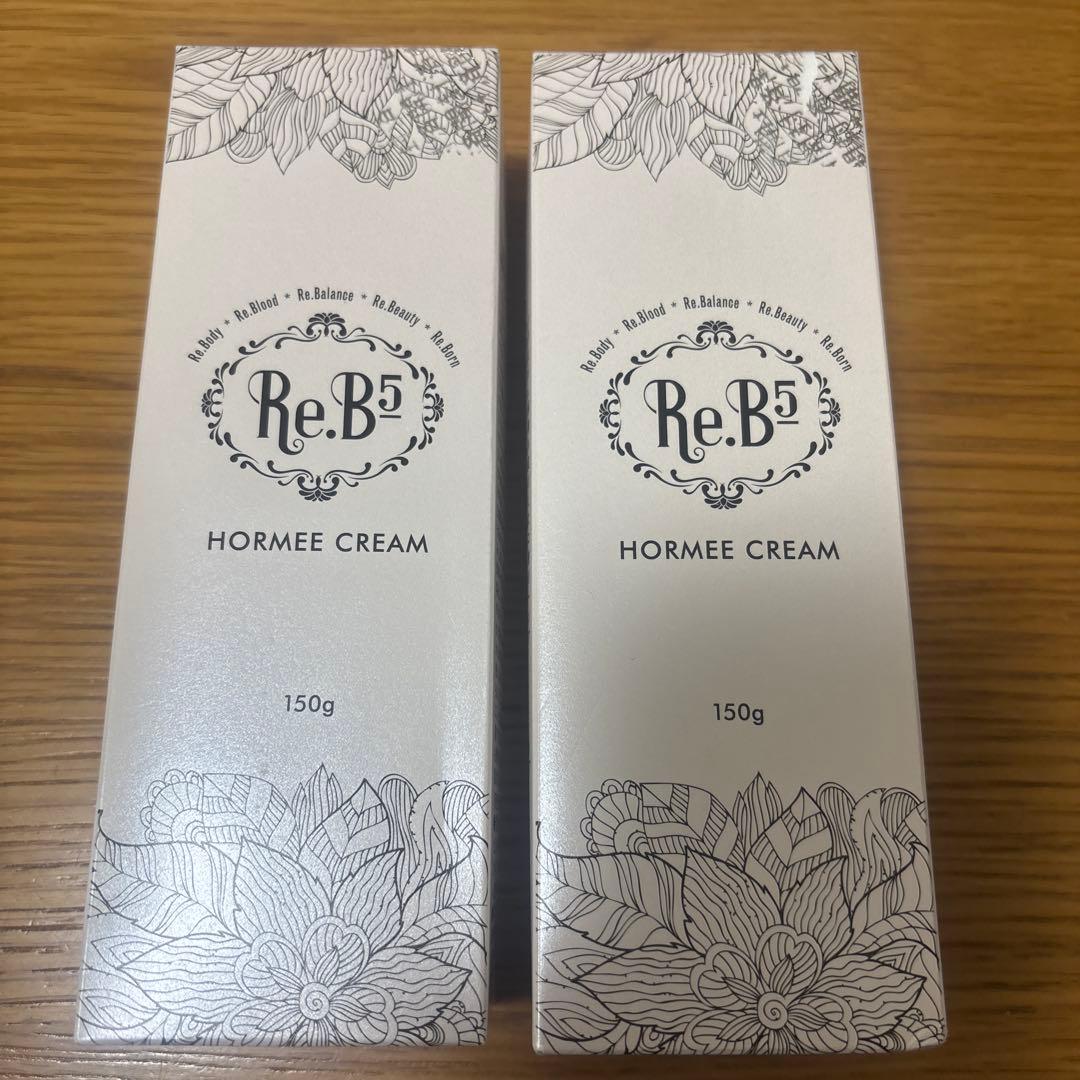 Re.Body * Re.Blood * Re.Balance * Re.Beauty * Re.Born
Re.B5
HORMEE CREAM
150g
Re.Body * Re.Blood * Re.Balance * Re.Beauty * Re.Born
Re.B5
HORMEE CREAM
150g